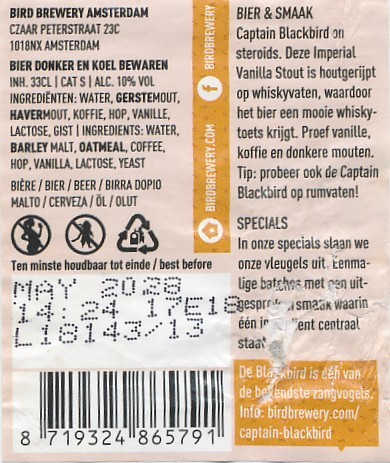 BIRD BREWERY AMSTERDAM
CZAAR PETERSTRAAT 23C
1018NX AMSTERDAM
BIER DONKER EN KOEL BEWAREN
INH. 33CL | CAT S | ALC. 10% VOL
INGREDIËNTEN: WATER, GERSTEMOUT,
HAVERMOUT, KOFFIE, HOP, VANILLE,
LACTOSE, GIST | INGREDIENTS: WATER,
BARLEY MALT, OATMEAL, COFFEE,
HOP, VANILLA, LACTOSE, YEAST
BIÈRE / BIER / BEER / BIRRA DOPIO
MALTO / CERVEZA / ÖL / OLUT
Ten minste houdbaar tot einde / best before
MAY 2028
14:24 17E18
L18143/13
8 719324 865791
BIRDBREWERY
BIRDBREWERY.COM
BIER & SMAAK
Captain Blackbird on
steroids. Deze Imperial
Vanilla Stout is houtgerijpt
op whiskyvaten, waardoor
het bier een mooie whisky-
toets krijgt. Proef vanille,
koffie en donkere mouten.
Tip: probeer ook de Captain
Blackbird op rumvaten!
SPECIALS
In onze specials slaan we
onze vleugels uit. Eenma-
lige batches met een uit-
gesproken smaak waarin
één centraal
staat
De Blackbird is één van
de bekendste zangvogels.
Info: birdbrewery.com/
captain-blackbird